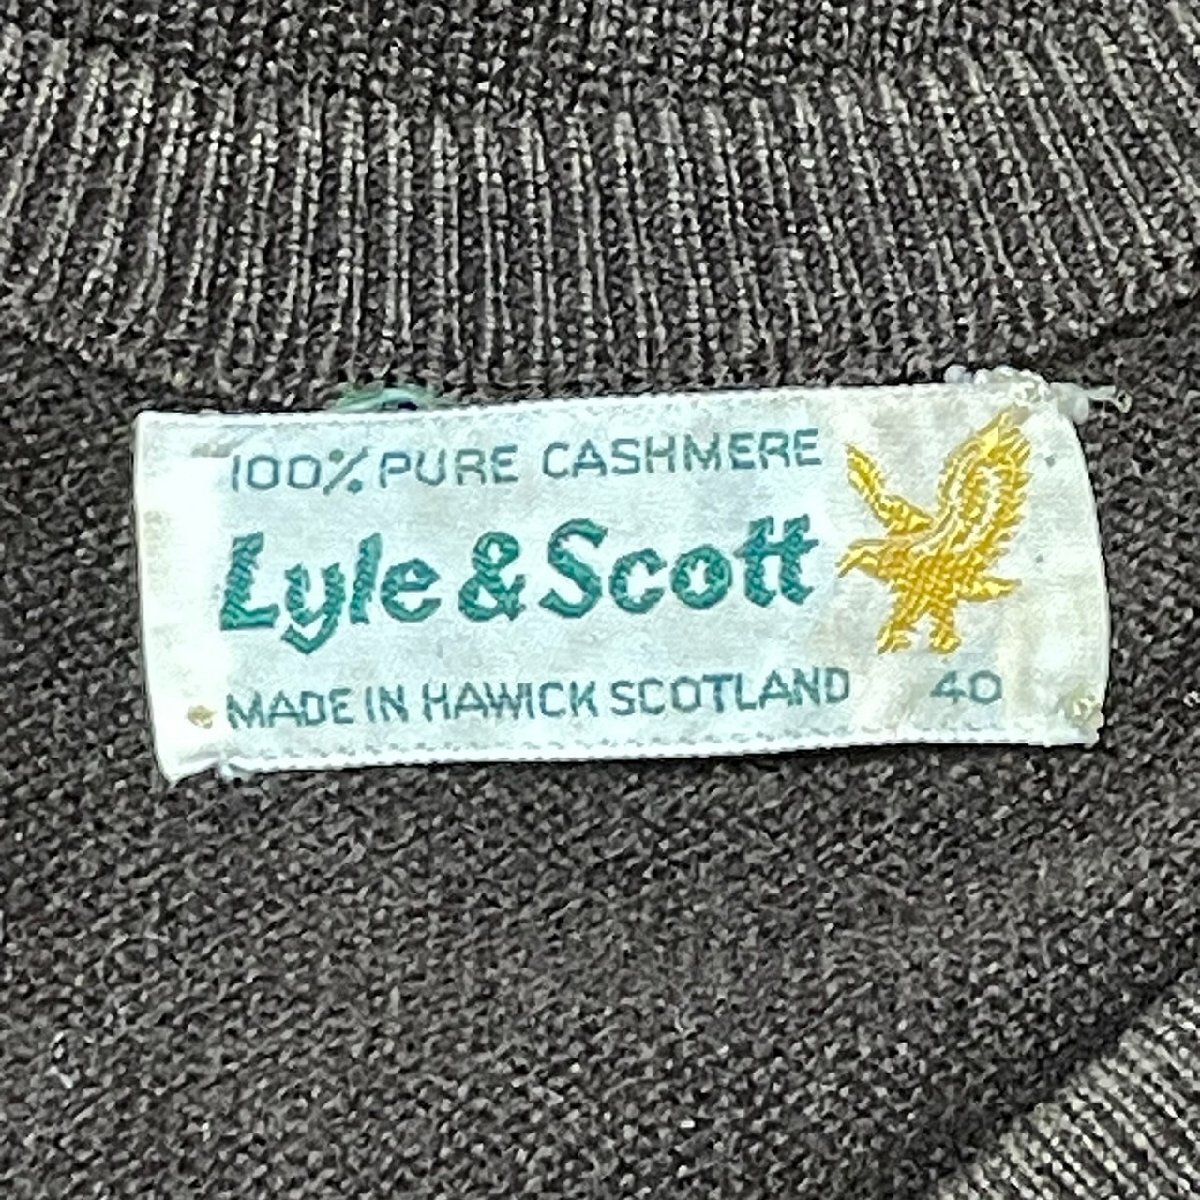 100% PURE CASHMERE
Lyle & Scott
MADE IN HAWICK SCOTLAND 40